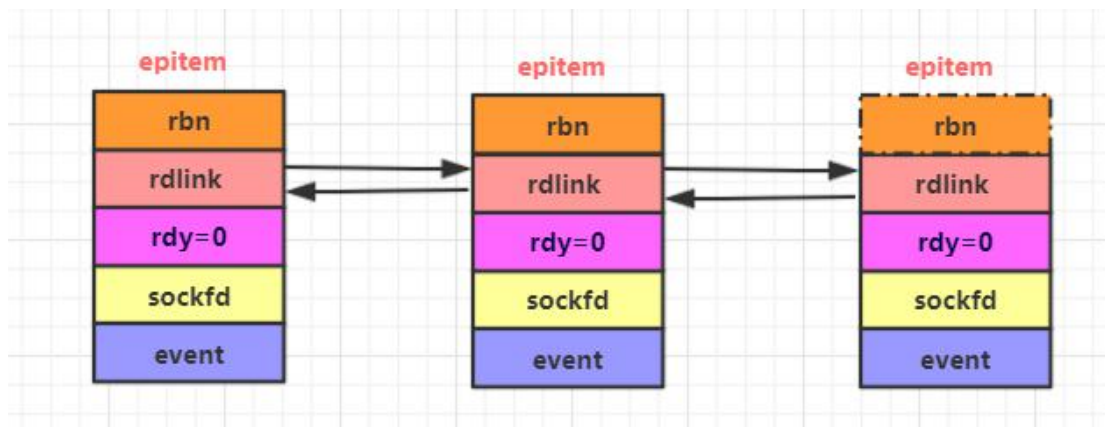 epitem
rbn
rdlink
rdy=0
sockfd
event
epitem
rbn
rdlink
rdy=0
sockfd
event
epitem
rbn
rdlink
rdy=0
sockfd
event